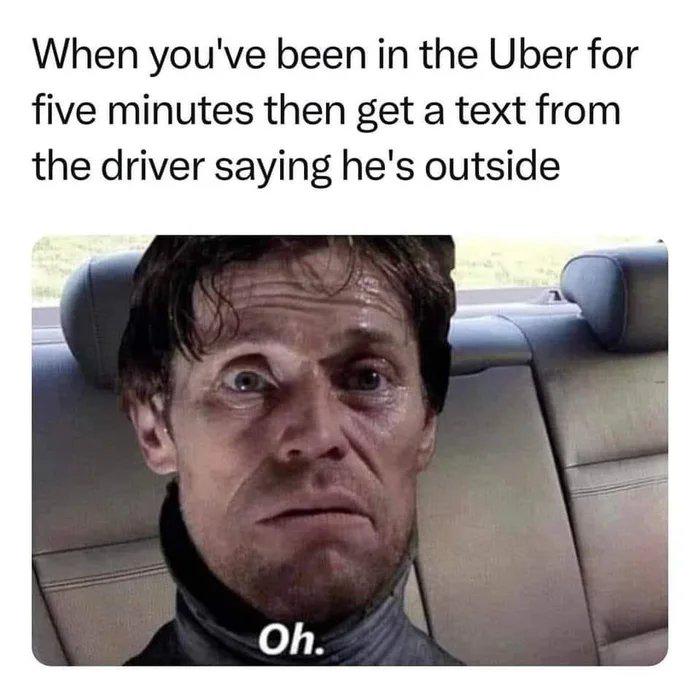 When you've been in the Uber for
five minutes then get a text from
the driver saying he's outside
Oh.